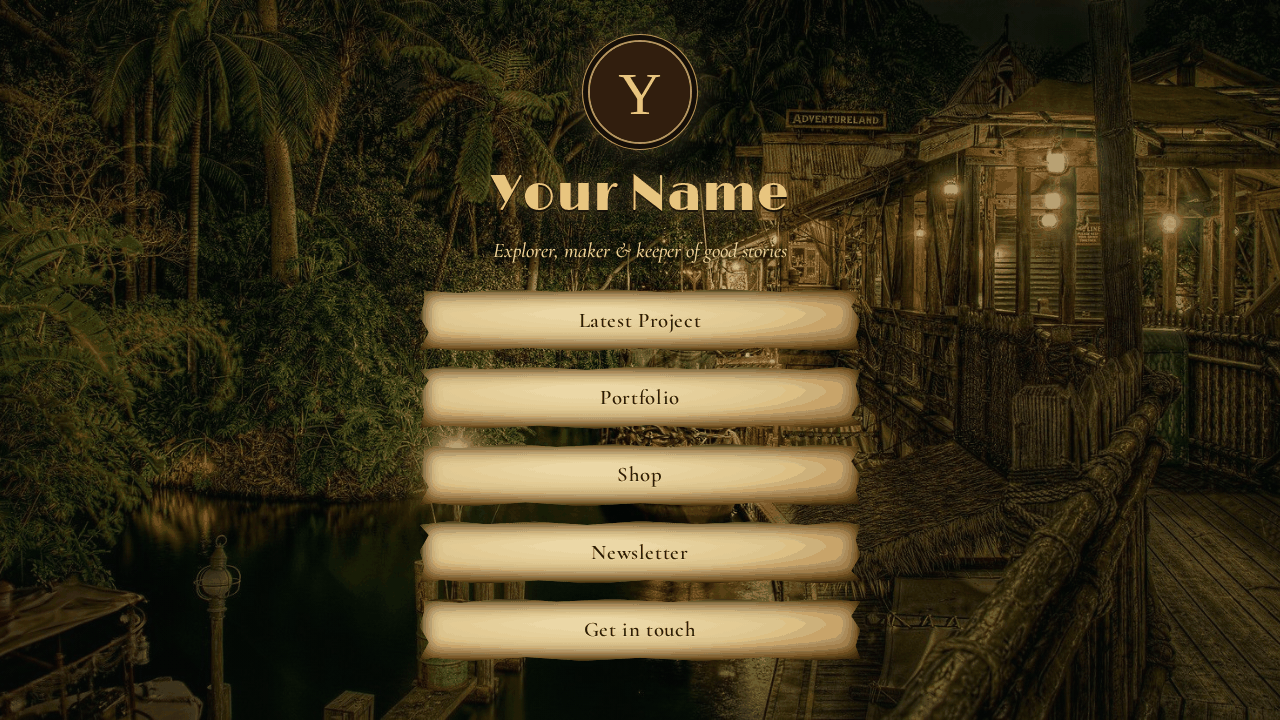 Y
ADVENTURELAND
Your Name
Explorer, maker & keeper of good stories
Latest Project
Portfolio
Shop
Newsletter
Get in touch